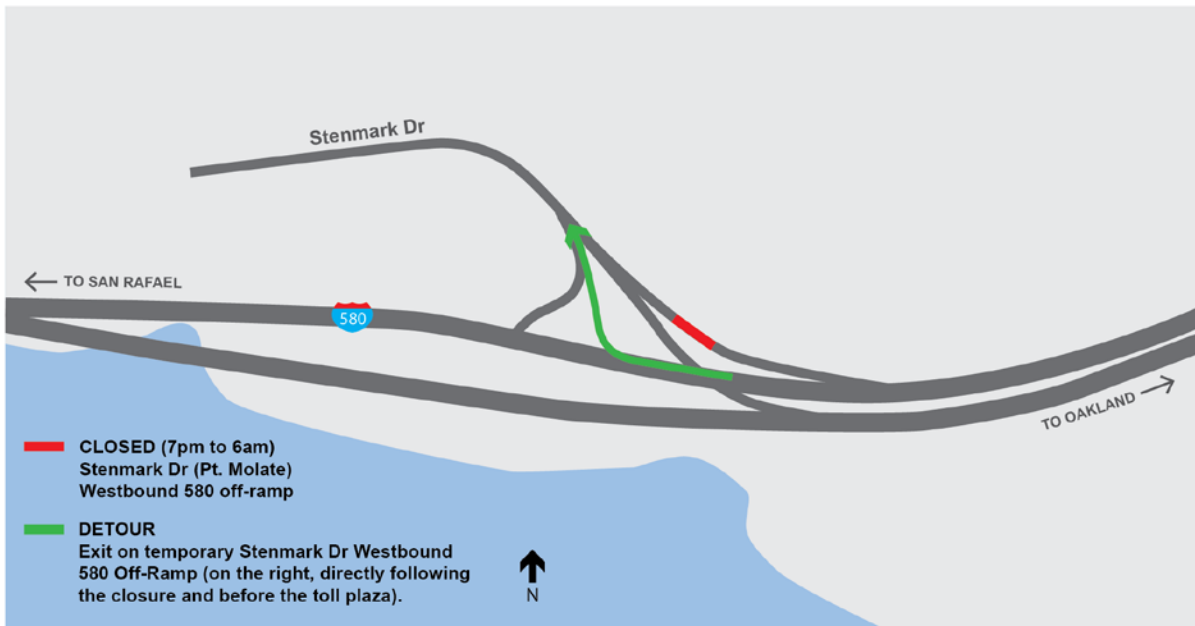 Stenmark Dr
TO SAN RAFAEL
580
TO OAKLAND
CLOSED (7pm to 6am)
Stenmark Dr (Pt. Molate)
Westbound 580 off-ramp
DETOUR
Exit on temporary Stenmark Dr Westbound
580 Off-Ramp (on the right, directly following
the closure and before the toll plaza).
N